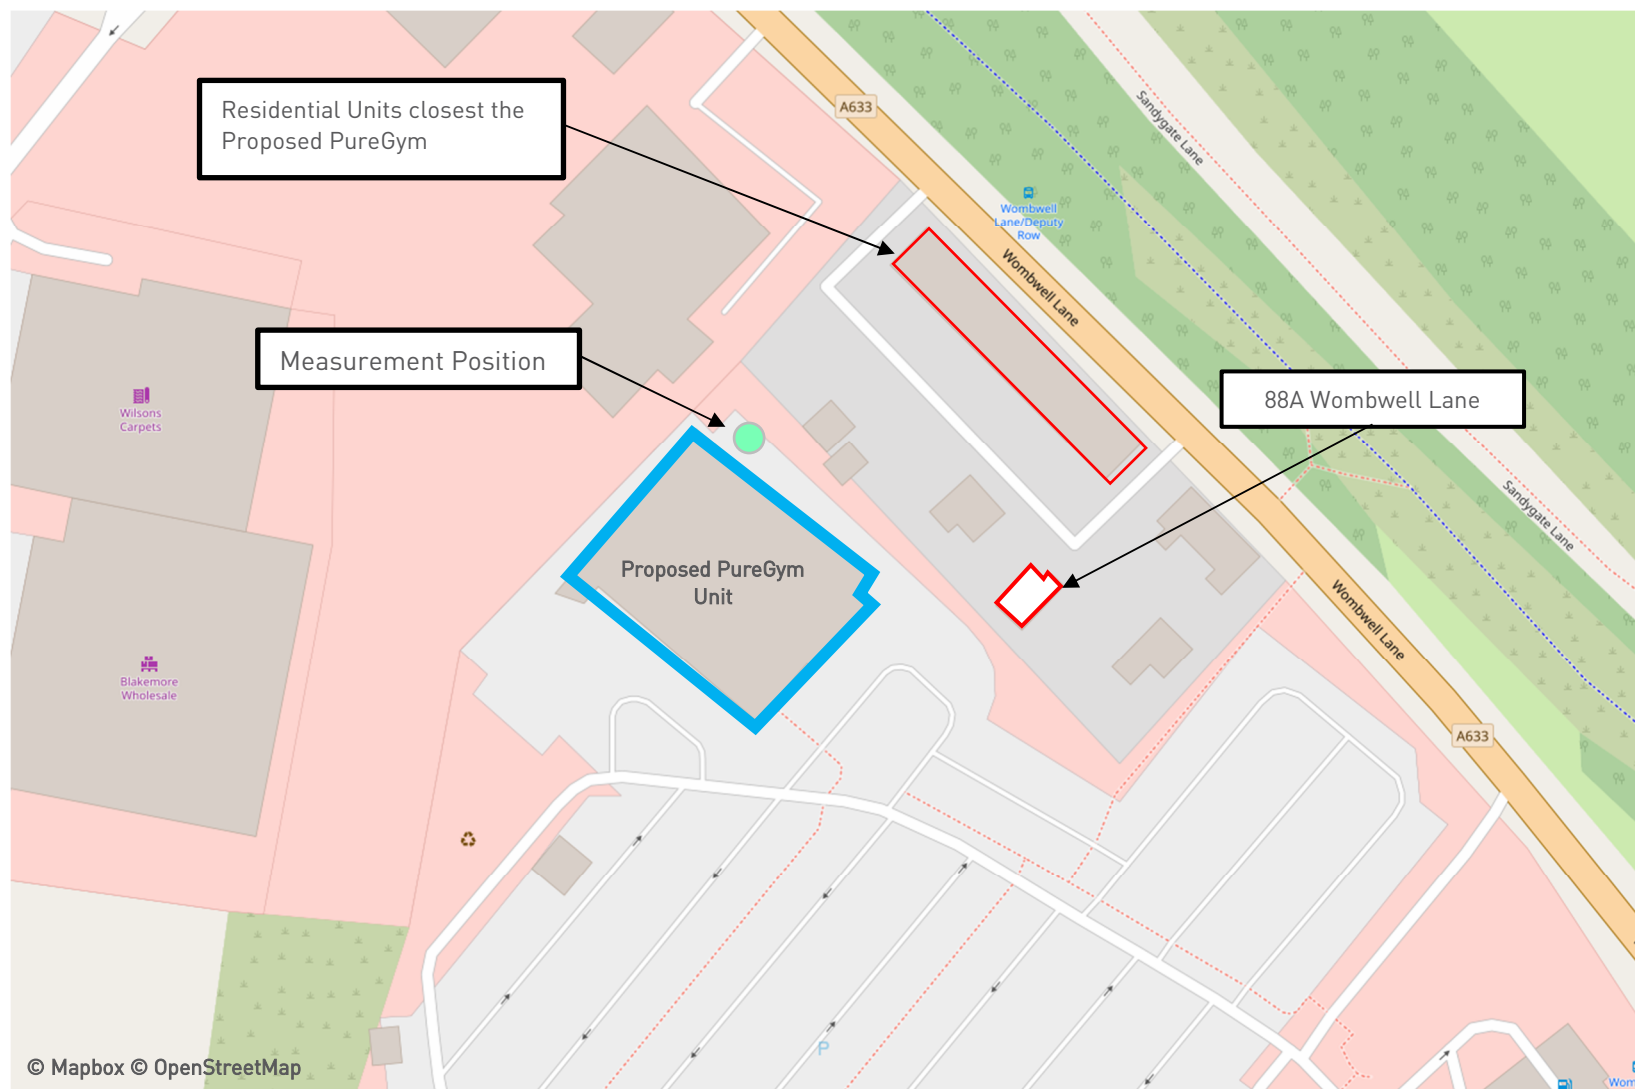 Residential Units closest the
Proposed PureGym
A633
Sandygate Lane
Wombwell
Lane/Deputy
Row
Wombwell Lane
Measurement Position
88A Wombwell Lane
Wilsons
Carpets
Sandygate Lane
Proposed PureGym
Unit
Wombwell Lane
Blakemore
Wholesale
A633
P
© Mapbox © OpenStreetMap